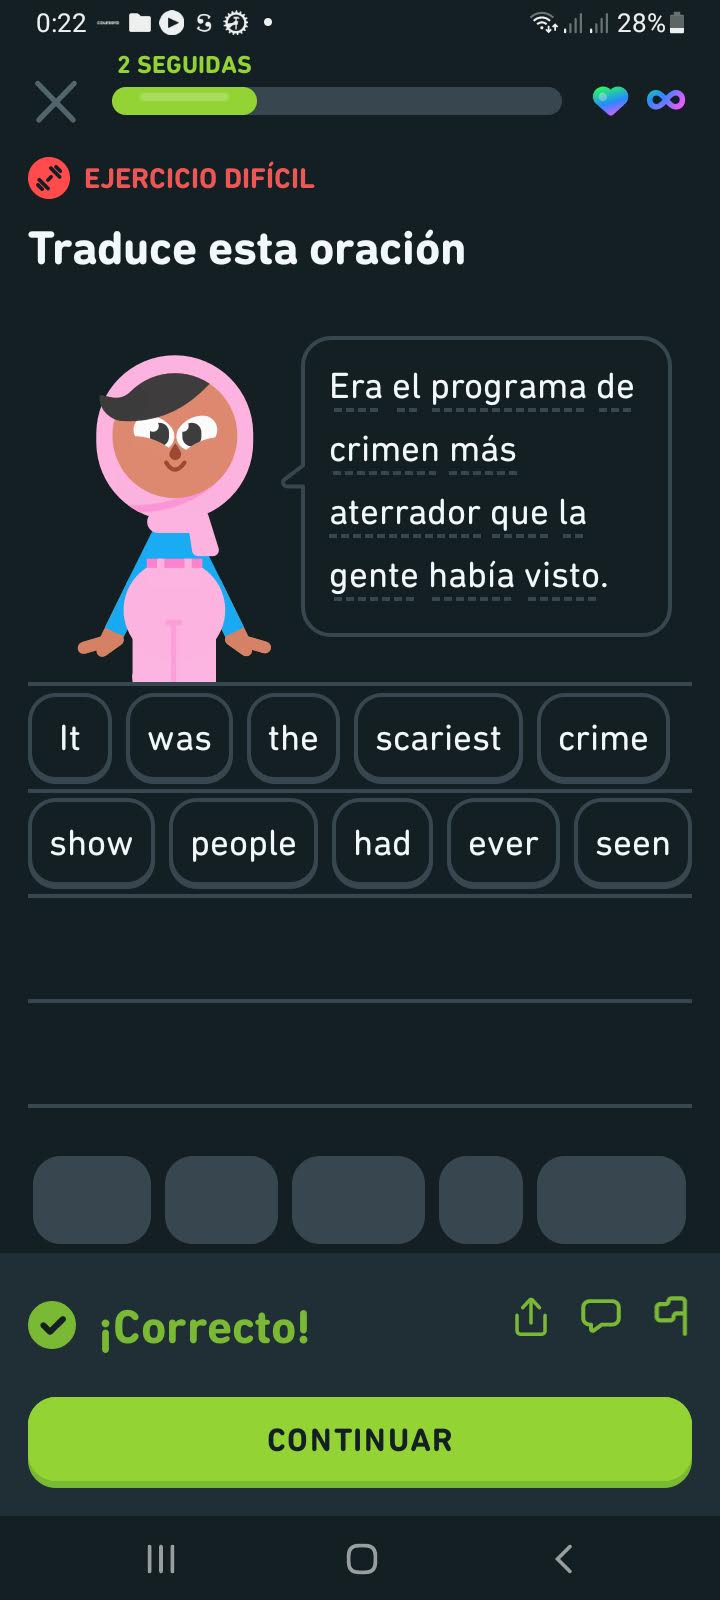 0:22
28%
2 SEGUIDAS
EJERCICIO DIFÍCIL
Traduce esta oración
Era el programa de
crimen más
aterrador que la
gente había visto.
It was the scariest crime
show people had ever seen
¡Correcto!
CONTINUAR